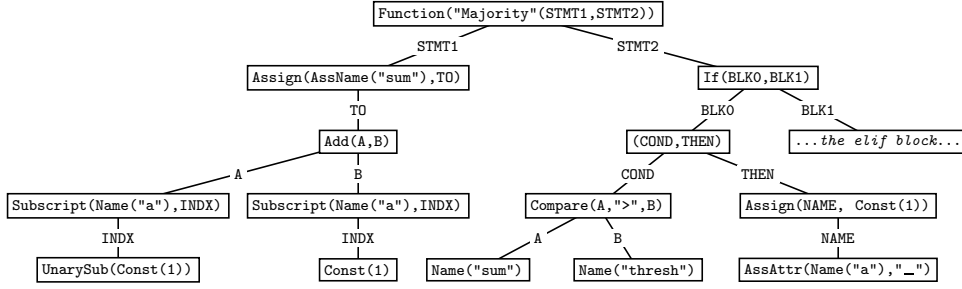 Function("Majority"(STMT1,STMT2))
STMT1
STMT2
Assign(AssName("sum"),TO)
If(BLK0,BLK1)
TO
BLK0
BLK1
Add(A,B)
(COND,THEN)
...the elif block...
A
B
COND
THEN
Subscript(Name("a"),INDX)
Subscript(Name("a"),INDX)
Compare(A,">",B)
Assign(NAME, Const(1))
INDX
INDX
A
B
NAME
UnarySub(Const(1))
Const(1)
Name("sum")
Name("thresh")
AssAttr(Name("a"),"_")